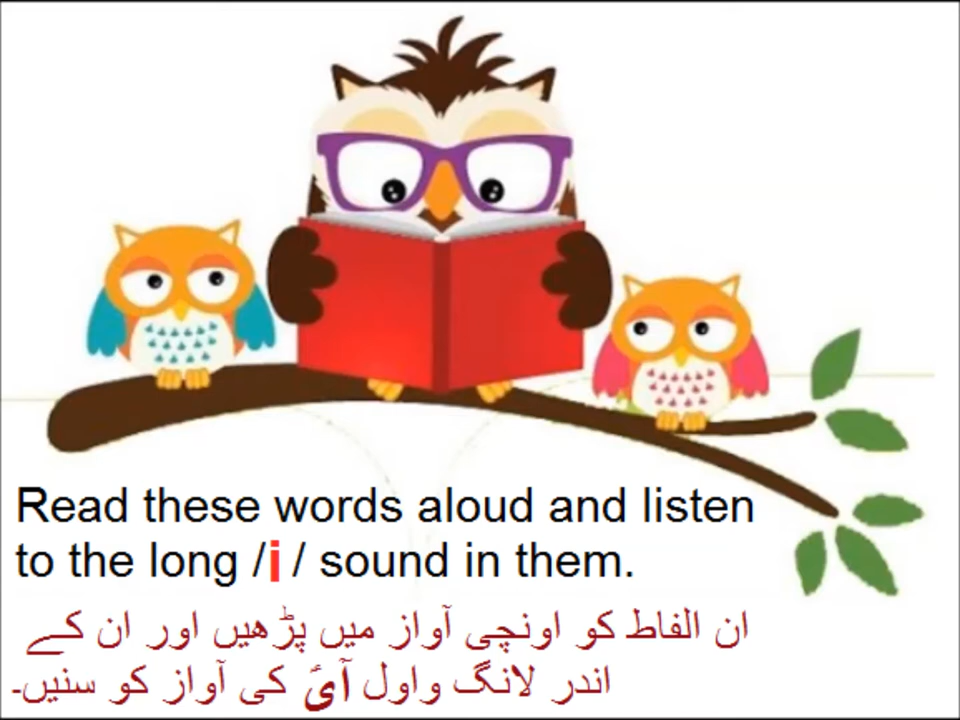 Read these words aloud and listen
to the long /i / sound in them.
ان الفاط کو اونچی آواز میں پڑھیں اور ان کے
اندر لانگ واول آئ کی آواز کو سنیں۔